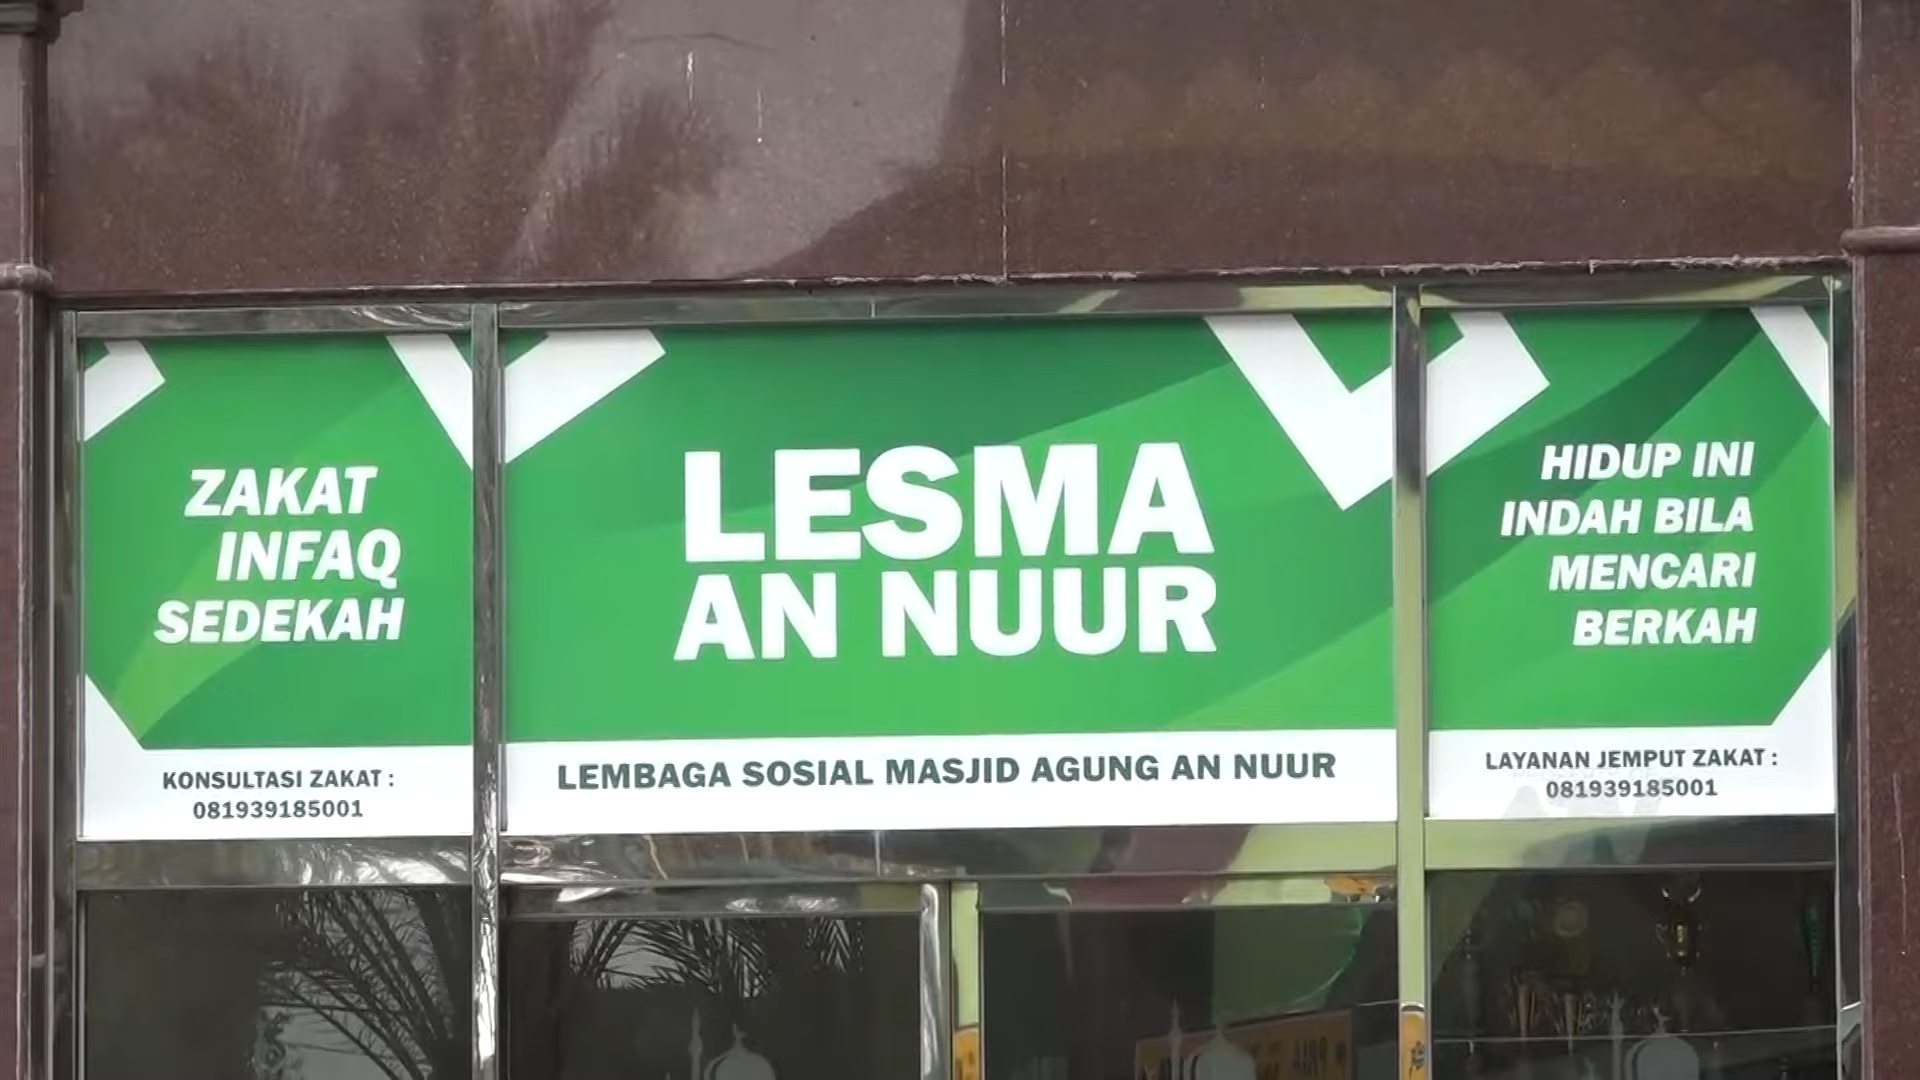 ZAKAT
INFAQ
SEDEKAH
KONSULTASI ZAKAT :
081939185001
LESMA
AN NUUR
LEMBAGA SOSIAL MASJID AGUNG AN NUUR
HIDUP INI
INDAH BILA
MENCARI
BERKAH
LAYANAN JEMPUT ZAKAT :
081939185001